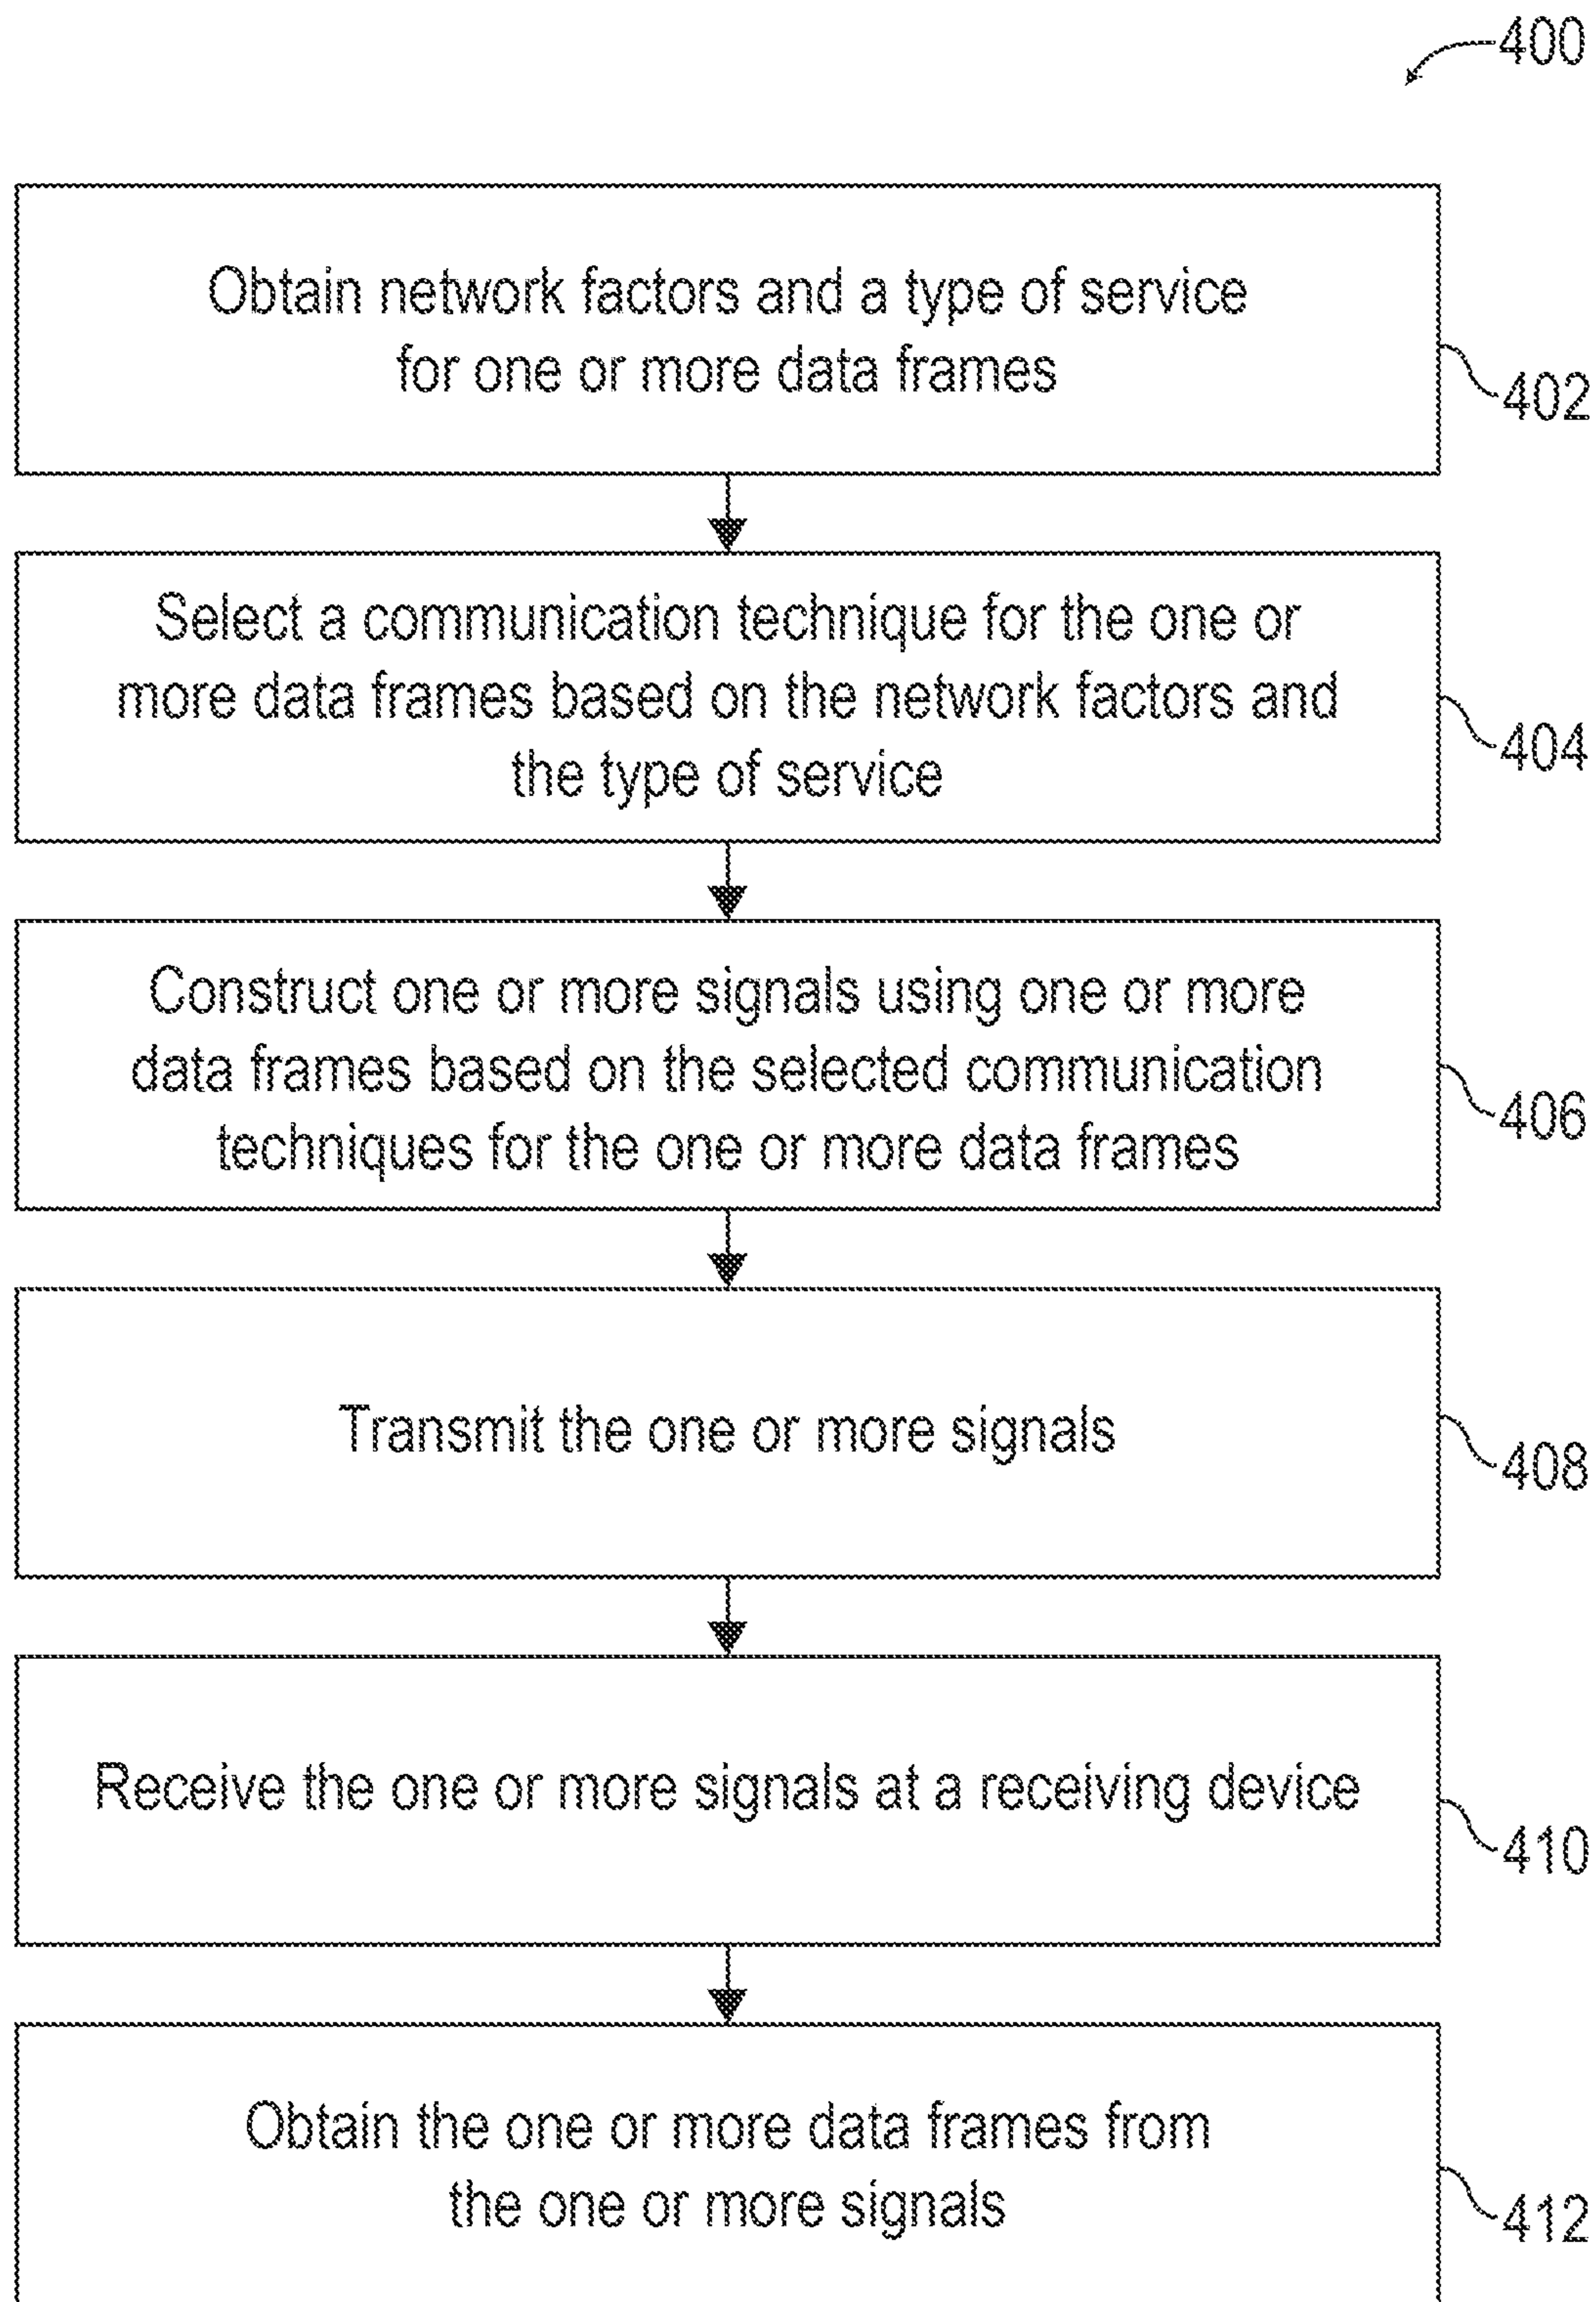 400
Obtain network factors and a type of service
for one or more data frames
402
Select a communication technique for the one or
more data frames based on the network factors and
the type of service
404
Construct one or more signals using one or more
data frames based on the selected communication
techniques for the one or more data frames
406
Transmit the one or more signals
408
Receive the one or more signals at a receiving device
410
Obtain the one or more data frames from
the one or more signals
412